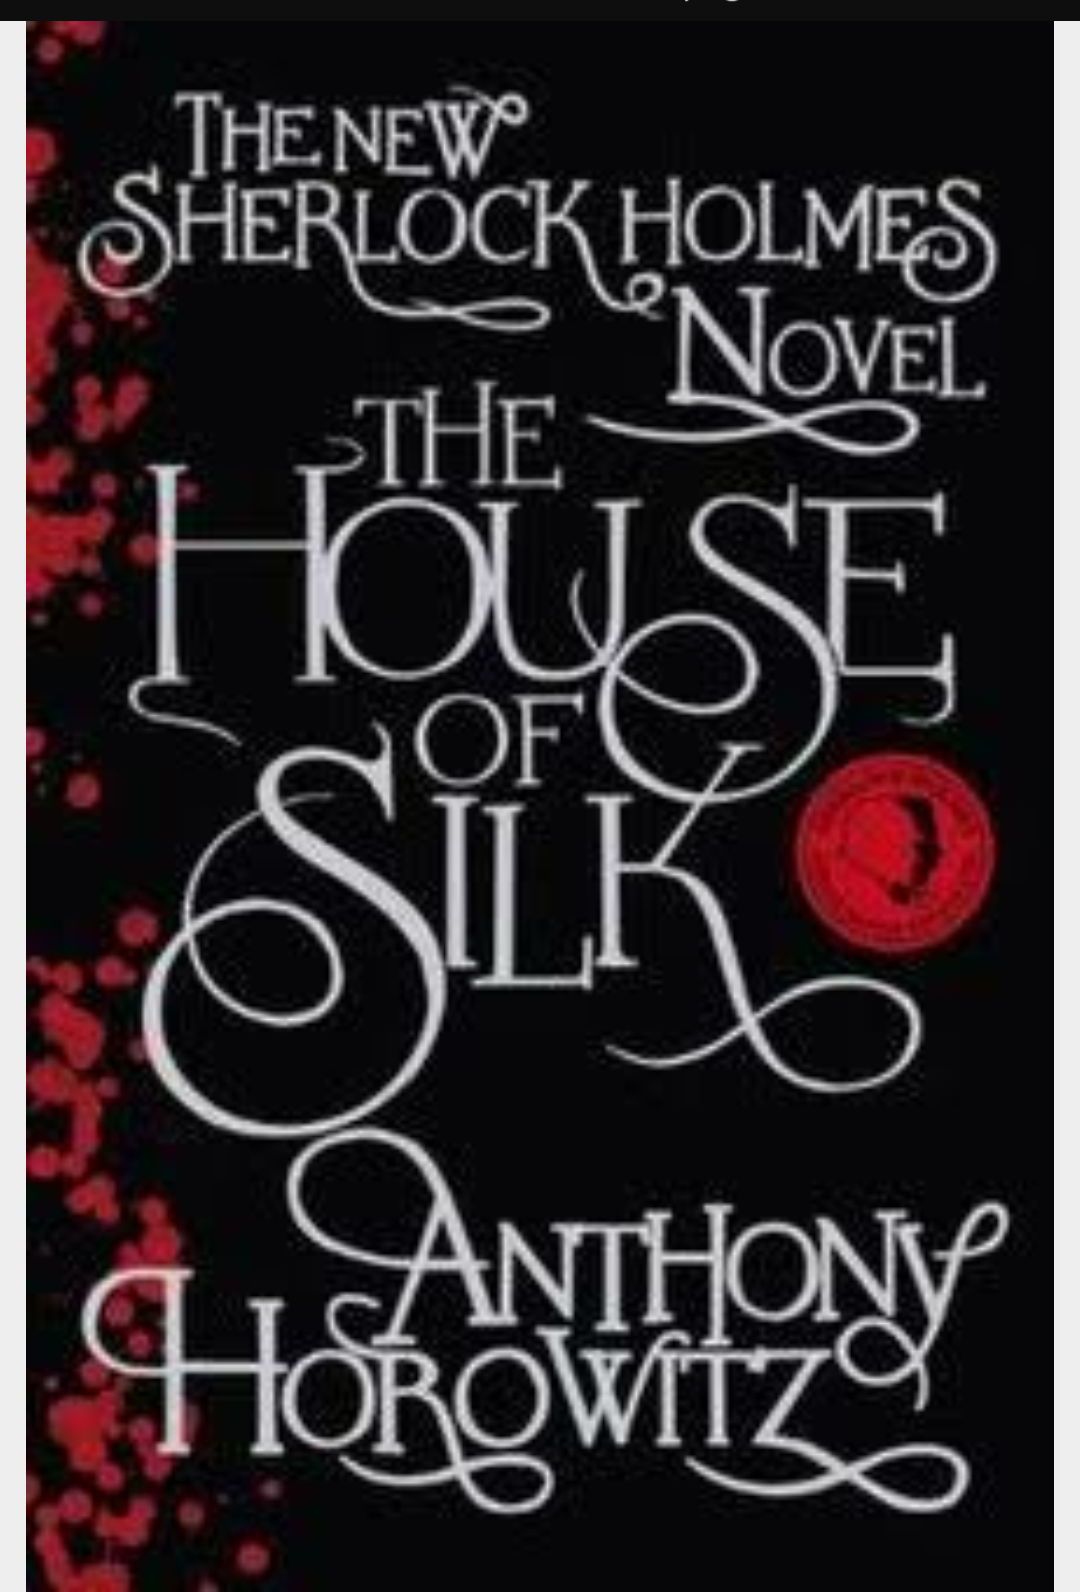 THE NEW
SHERLOCK HOLMES
NOVEL
THE
HOUSE
OF
SILK
ANTHONY
HOROWITZ